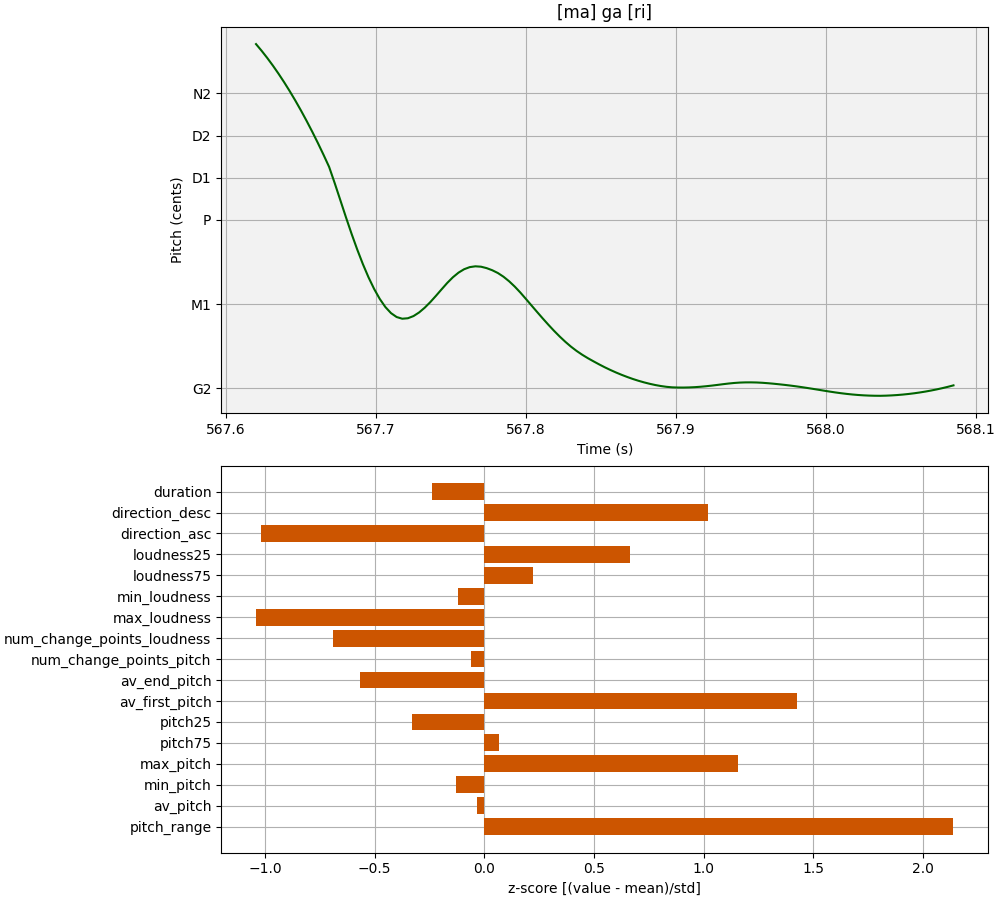 [ma] ga [ri]
N2
D2
D1
P
M1
G2
Pitch (cents)
567.6 567.7 567.8 567.9 568.0 568.1
Time (s)
duration
direction_desc
direction_asc
loudness25
loudness75
min_loudness
max_loudness
num_change_points_loudness
num_change_points_pitch
av_end_pitch
av_first_pitch
pitch25
pitch75
max_pitch
min_pitch
av_pitch
pitch_range
−1.0 −0.5 0.0 0.5 1.0 1.5 2.0
z-score [(value - mean)/std]